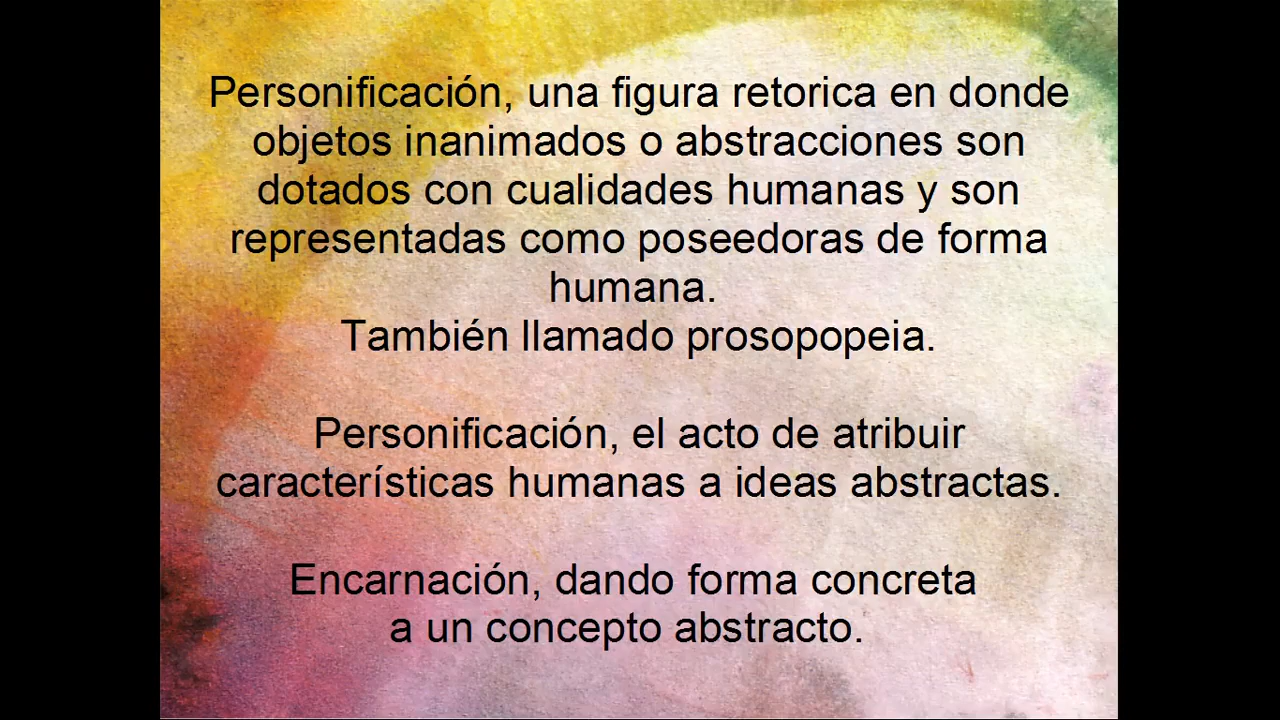 Personificación, una figura retorica en donde
objetos inanimados o abstracciones son
dotados con cualidades humanas y son
representadas como poseedoras de forma
humana.
También llamado prosopopeia.
Personificación, el acto de atribuir
características humanas a ideas abstractas.
Encarnación, dando forma concreta
a un concepto abstracto.